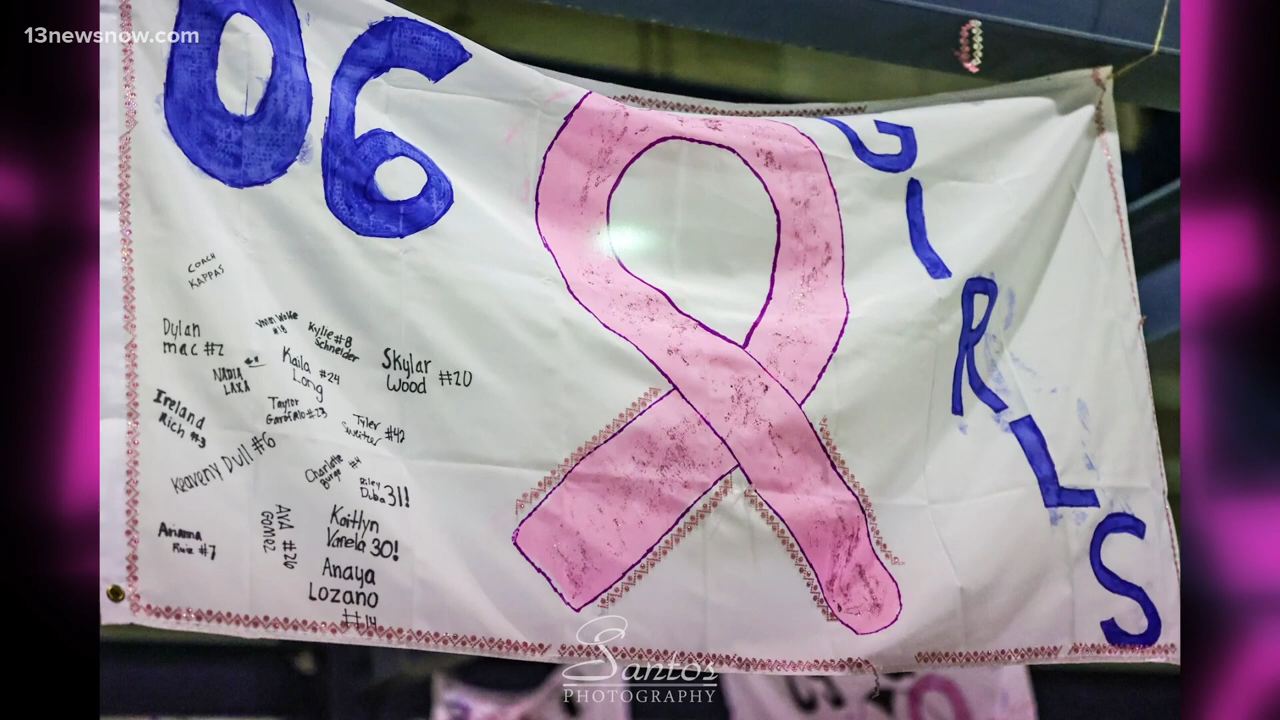 13newsnow.com
06
GIRLS
COACH
KAPPAS
Dylan
mac #2
#18
Kylie #8
Schneider
Kaila
Long #24
Skylar
Wood #20
NADIA
LAXA
Ireland
Rich #3
Taylor
#23
Tyler
#42
Keaveny Dull #6
Charlotte #4
Riley
31!
Arianna
Ruiz #7
AVA #26
GOMEZ
Kaitlyn
Varela 30!
Anaya
Lozano
#14
Santos
PHOTOGRAPHY